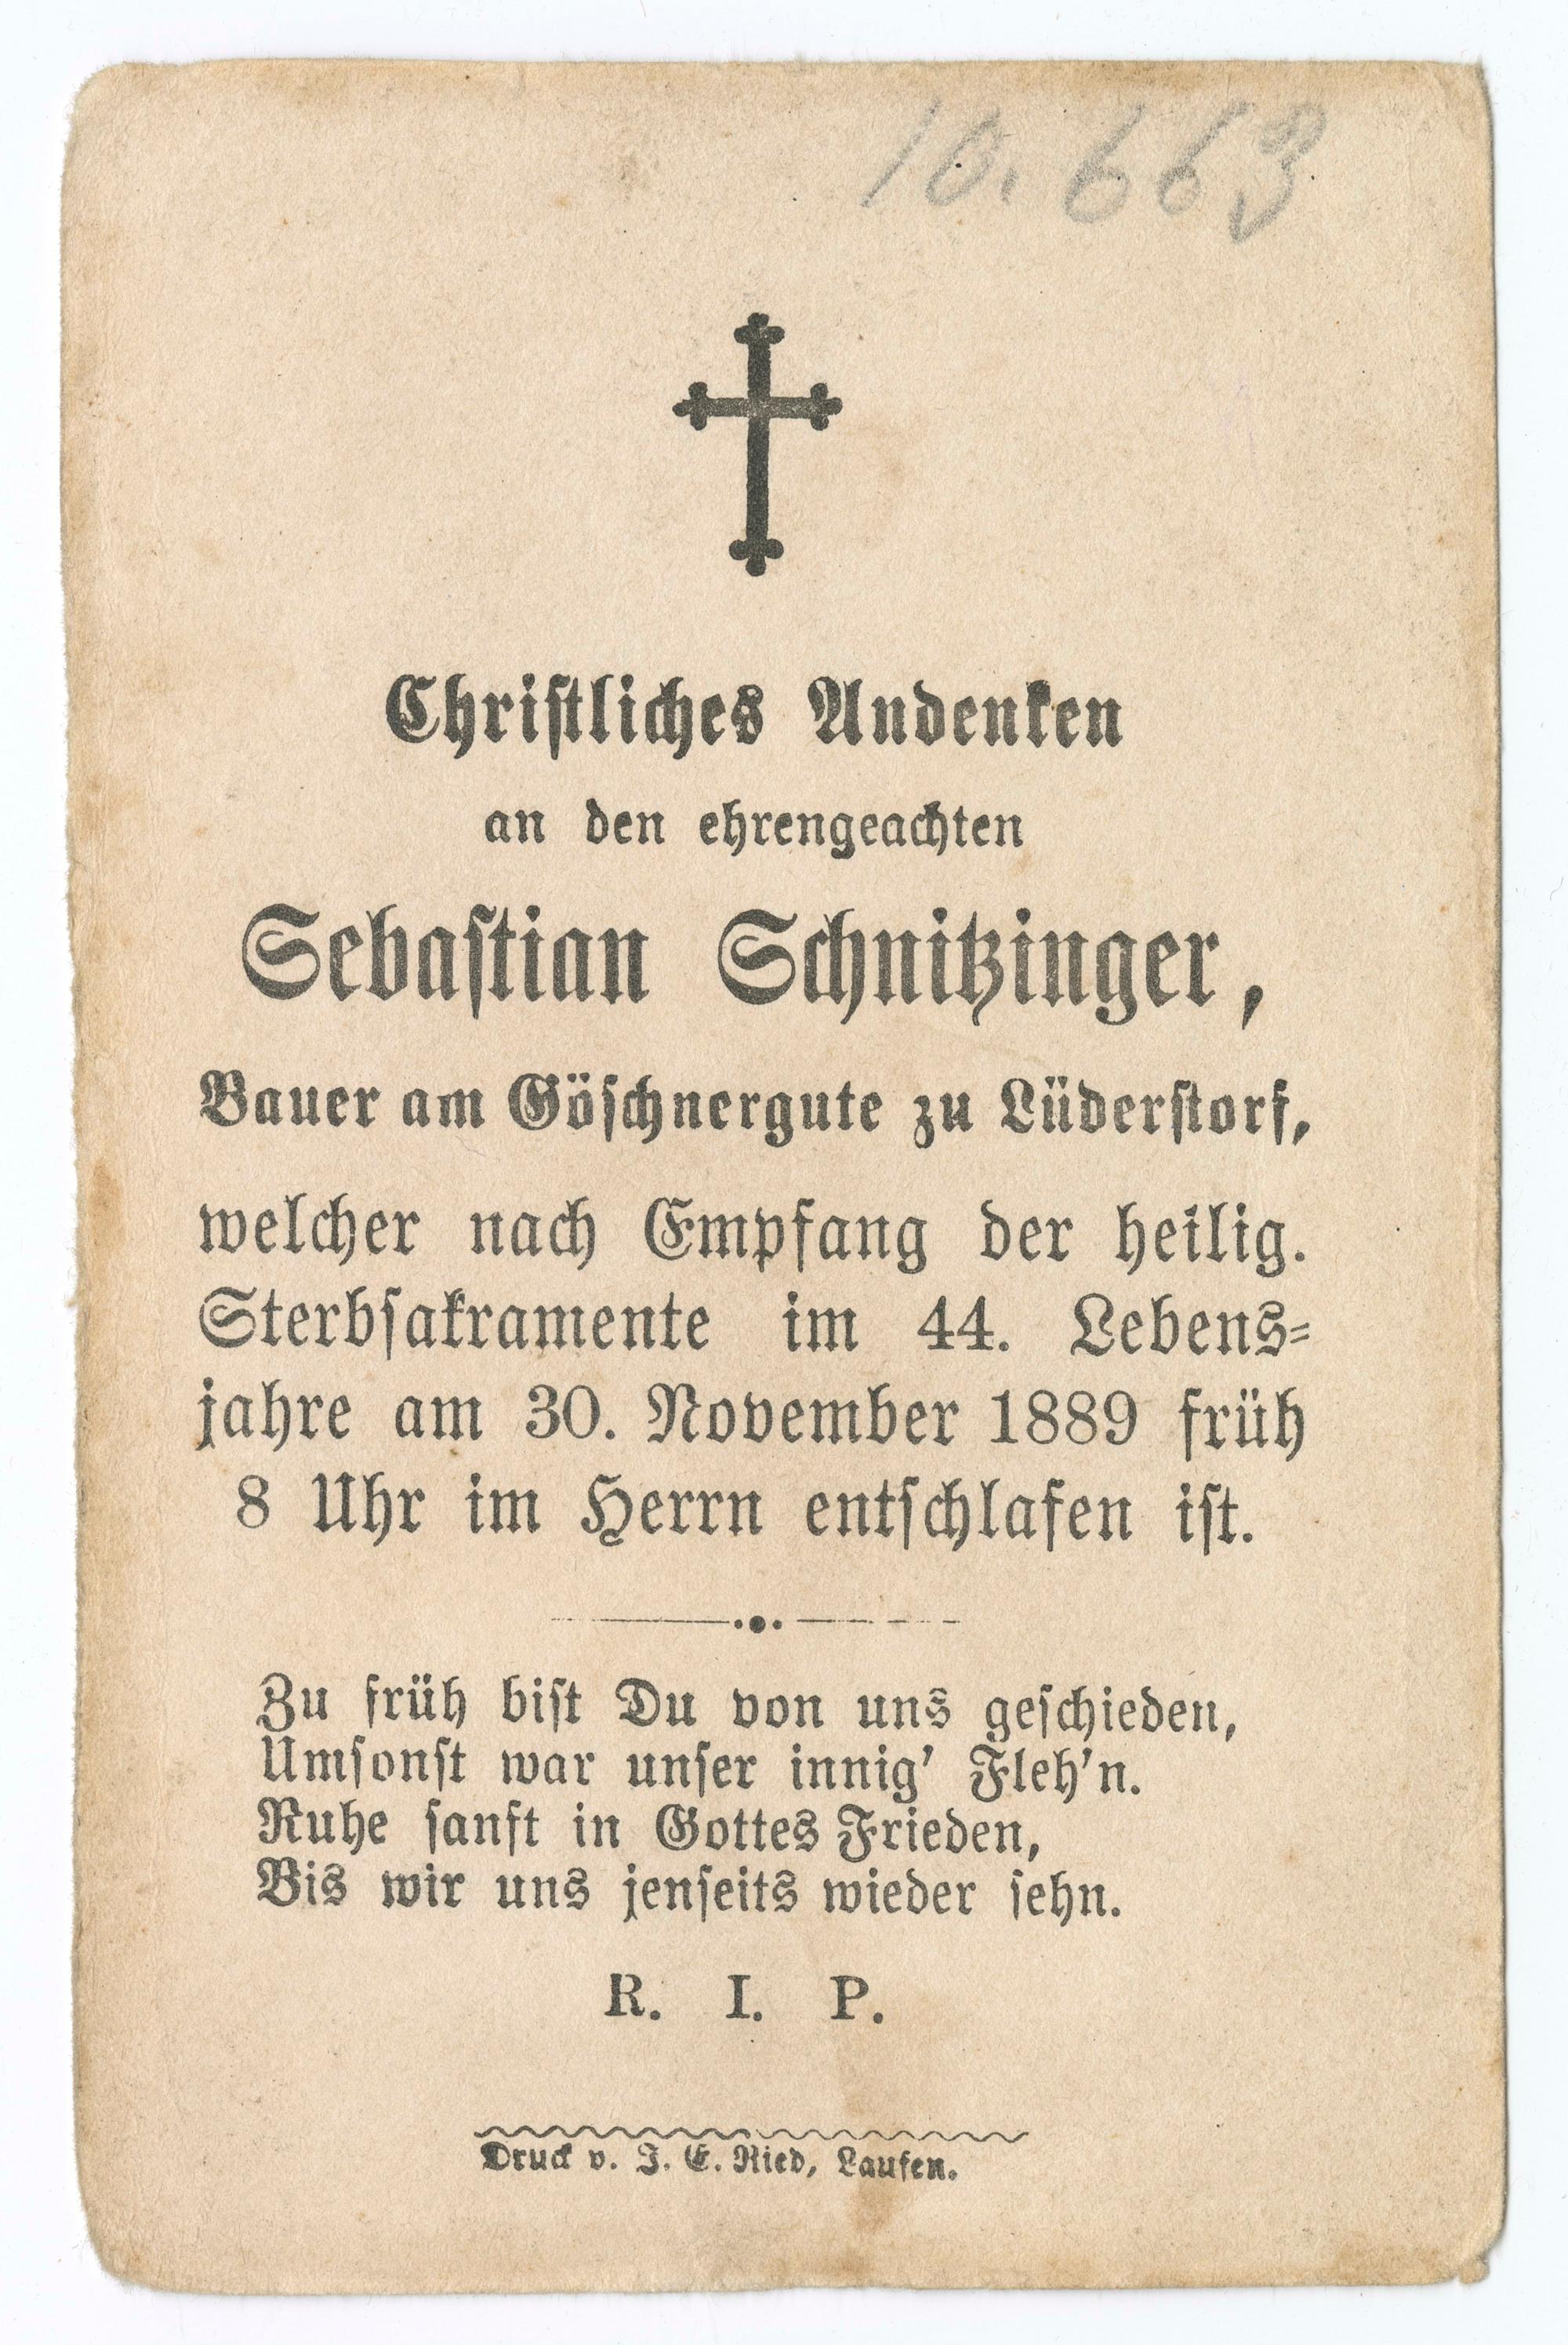 10.663
Christliches Andenken
an den ehrengeachten
Sebastian Schnitzinger,
Bauer am Göschnergute zu Lüderstorf,
welcher nach Empfang der heilig.
Sterbsakramente im 44. Lebens-
jahre am 30. November 1889 früh
8 Uhr im Herrn entschlafen ist.
Zu früh bist Du von uns geschieden,
Umsonst war unser innig' Fleh'n.
Ruhe sanft in Gottes Frieden,
Bis wir uns jenseits wieder sehn.
R. I. P.
Druck v. J. E. Ried, Laufen.